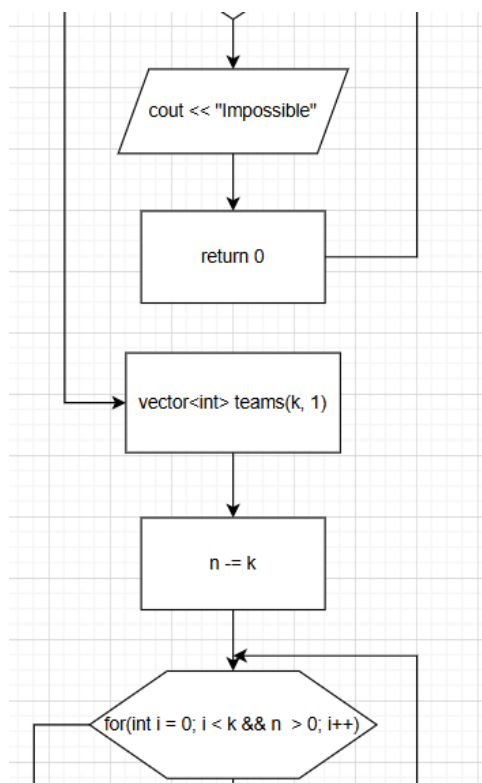 cout << "Impossible"
return 0
vector<int> teams(k, 1)
n -= k
for(int i = 0; i < k && n > 0; i++)